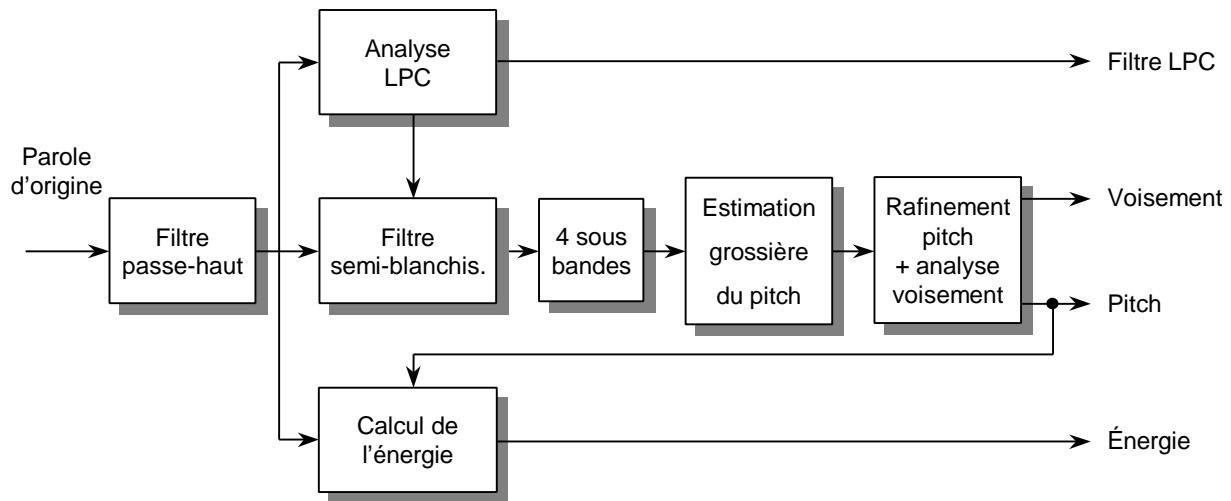 Analyse
LPC
Filtre LPC
Parole
d'origine
Filtre
passe-haut
Filtre
semi-blanchis.
4 sous
bandes
Estimation
grossière
du pitch
Rafinement
pitch
+ analyse
voisement
Voisement
Pitch
Calcul de
l'énergie
Énergie